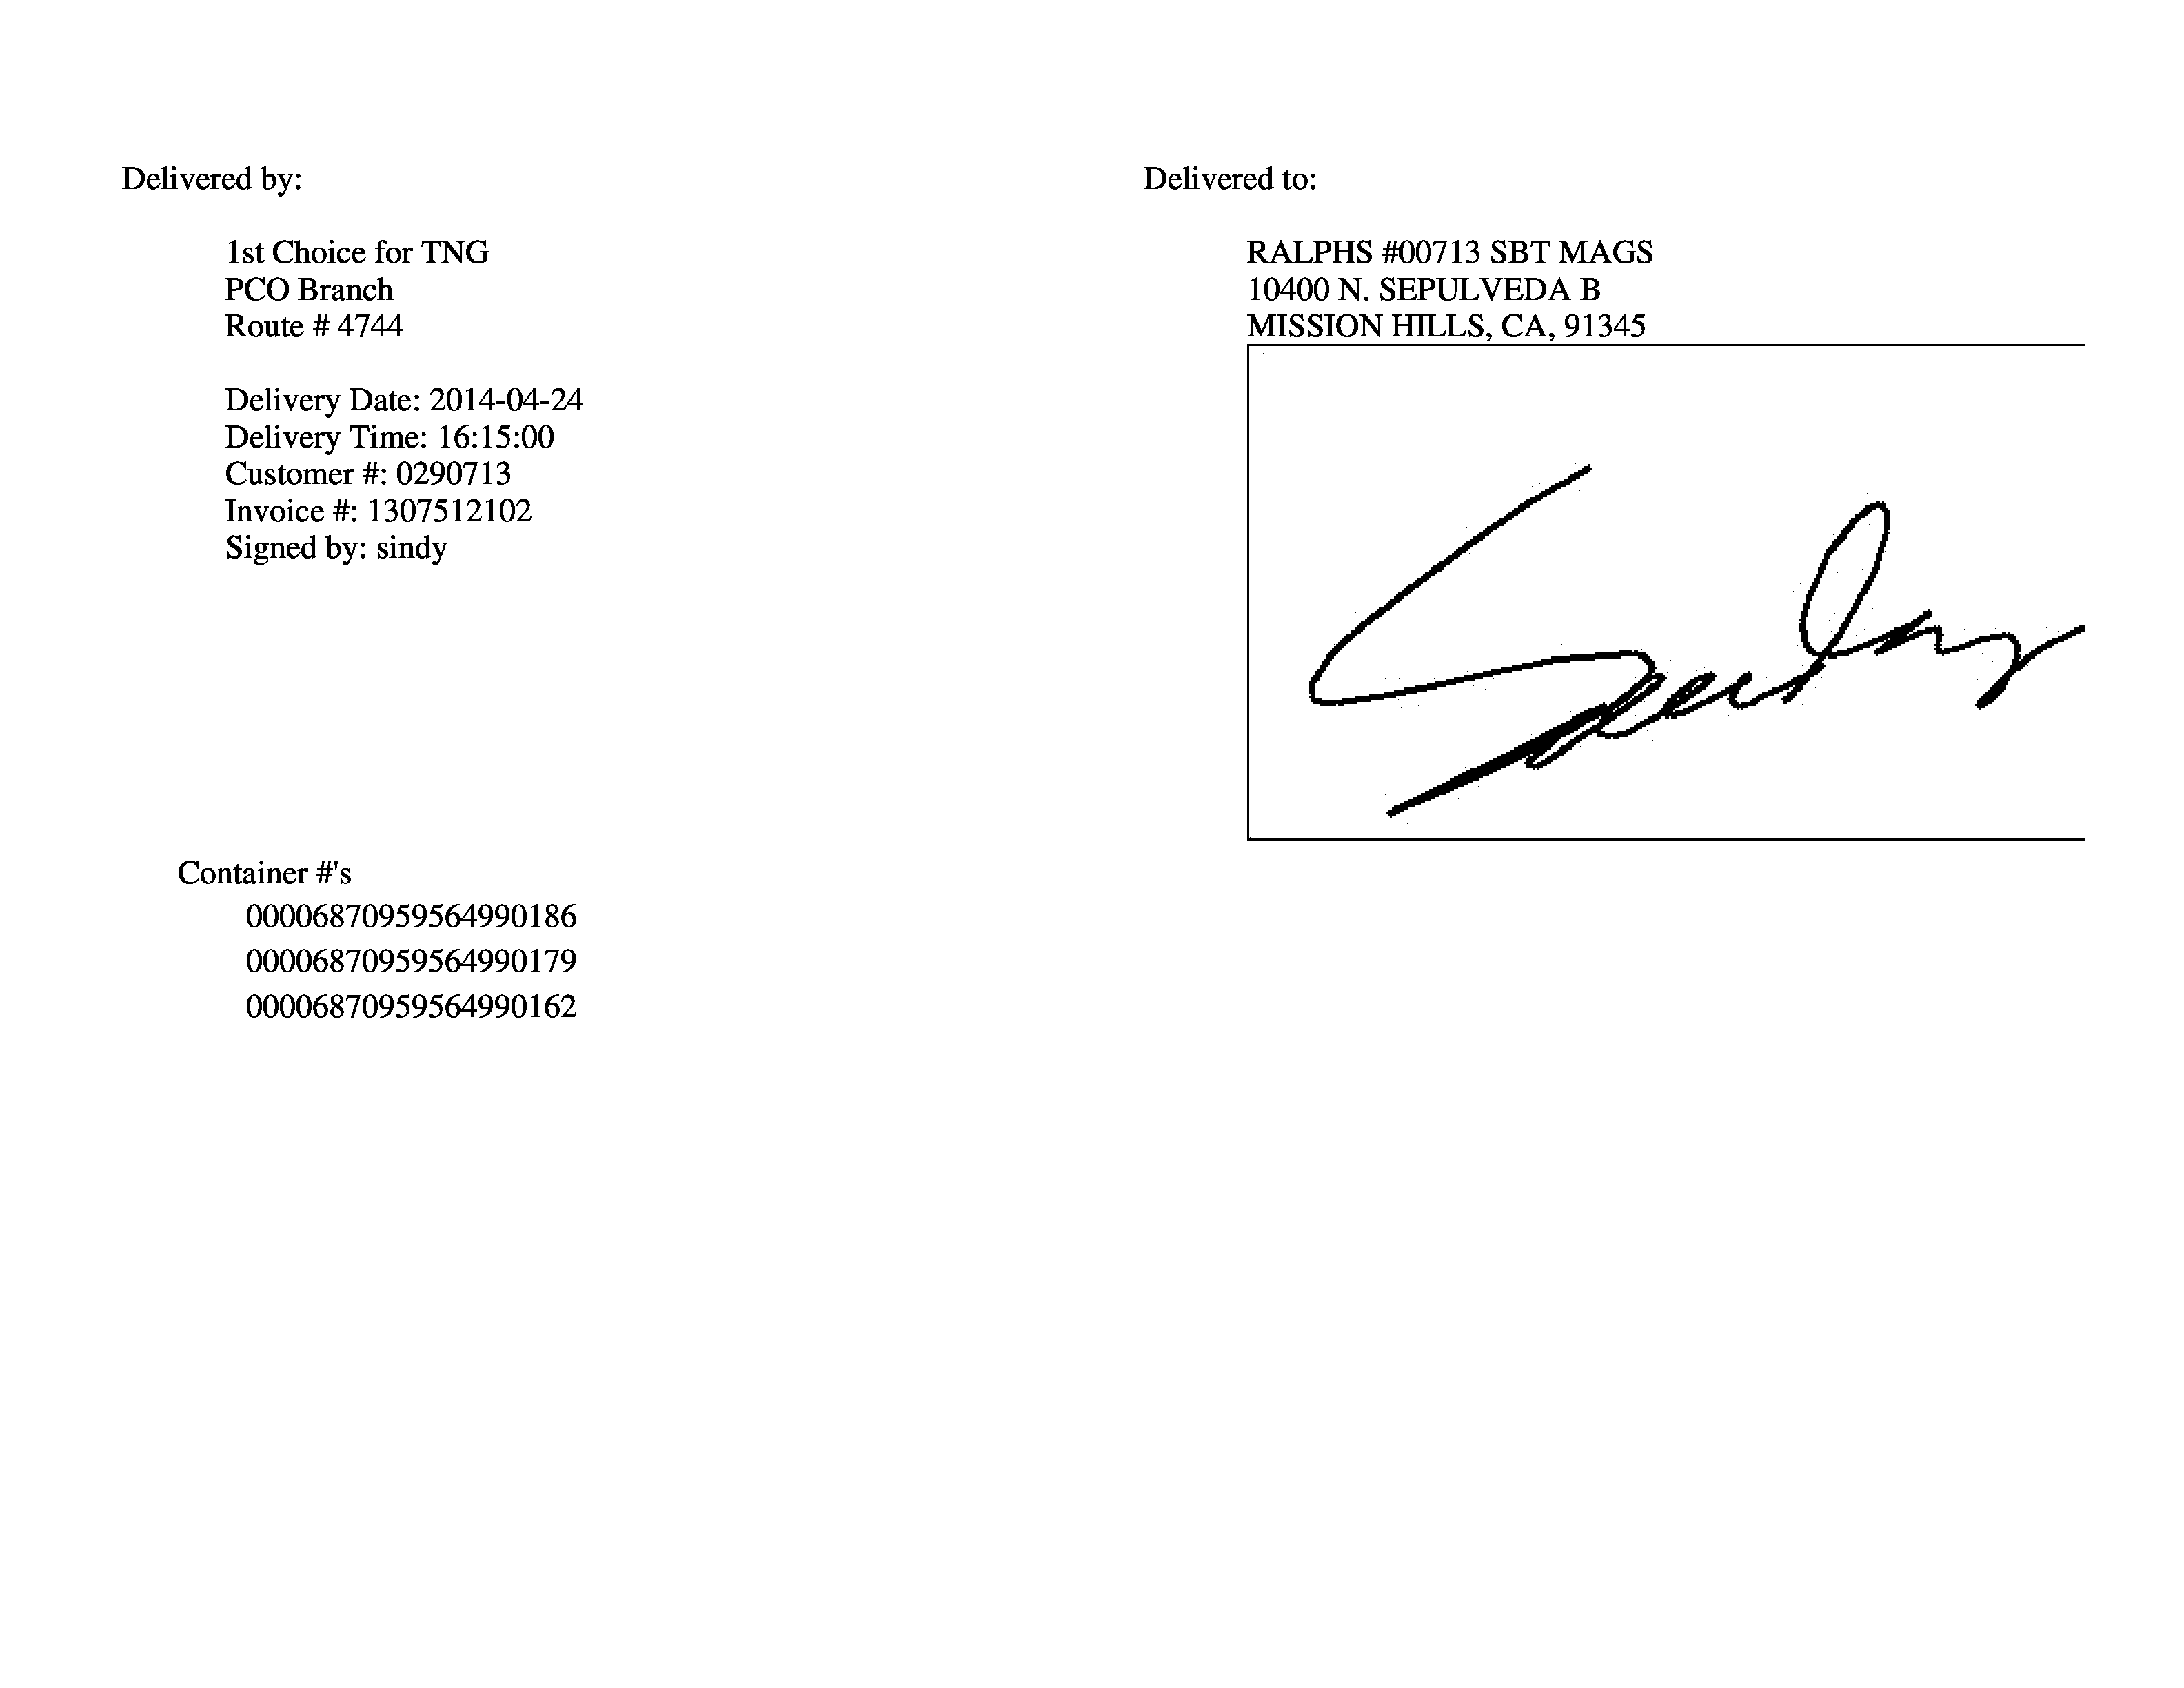 Delivered by:
1st Choice for TNG
PCO Branch
Route # 4744
Delivery Date: 2014-04-24
Delivery Time: 16:15:00
Customer #: 0290713
Invoice #: 1307512102
Signed by: sindy
Delivered to:
RALPHS #00713 SBT MAGS
10400 N. SEPULVEDA B
MISSION HILLS, CA, 91345
Container #'s
00006870959564990186
00006870959564990179
00006870959564990162